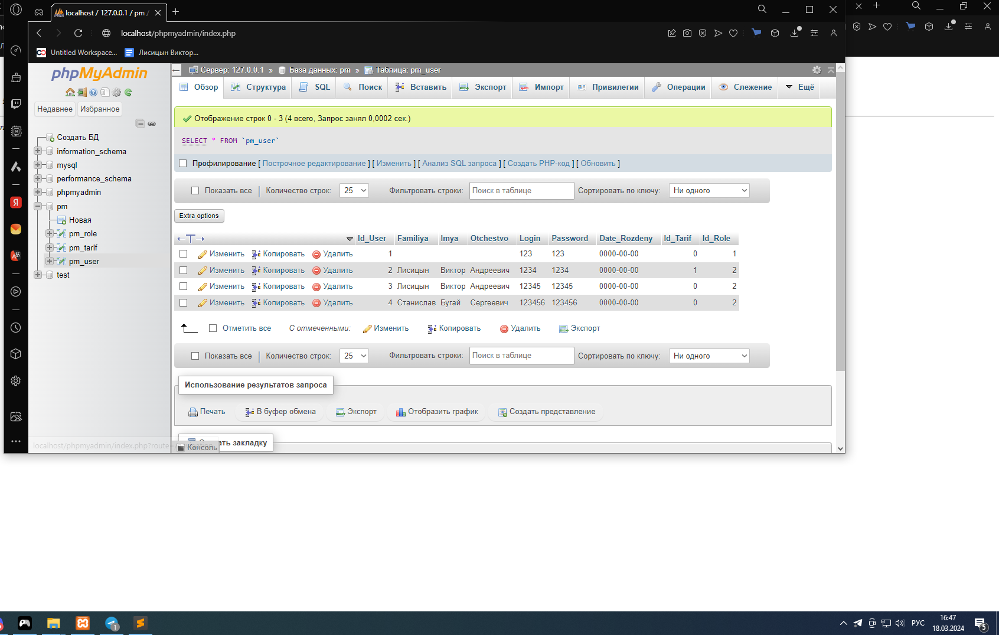 localhost / 127.0.0.1 / pm /
localhost/phpmyadmin/index.php
Untitled Workspace...
Лисицын Виктор...
phpMyAdmin
Недавнее
Избранное
Создать БД
information_schema
mysql
performance_schema
phpmyadmin
pm
Новая
pm_role
pm_tarif
pm_user
test
localhost/phpmyadmin/index.php?route=/
Сервер: 127.0.0.1 » База данных: pm » Таблица: pm_user
Обзор Структура SQL Поиск Вставить Экспорт Импорт Привилегии Операции Слежение Ещё
Отображение строк 0 - 3 (4 всего, Запрос занял 0,0002 сек.)
SELECT * FROM `pm_user`
Профилирование [ Построчное редактирование ] [ Изменить ] [ Анализ SQL запроса ] [ Создать PHP-код ] [ Обновить ]
Показать все Количество строк: 25 Фильтровать строки: Поиск в таблице Сортировать по ключу: Ни одного
Extra options
←T→ Id_User Familiya Imya Otchestvo Login Password Date_Rozdeny Id_Tarif Id_Role
Изменить Копировать Удалить 1 123 123 0000-00-00 0 1
Изменить Копировать Удалить 2 Лисицын Виктор Андреевич 1234 1234 0000-00-00 1 2
Изменить Копировать Удалить 3 Лисицын Виктор Андреевич 12345 12345 0000-00-00 0 2
Изменить Копировать Удалить 4 Станислав Бугай Сергеевич 123456 123456 0000-00-00 0 2
Отметить все С отмеченными: Изменить Копировать Удалить Экспорт
Показать все Количество строк: 25 Фильтровать строки: Поиск в таблице Сортировать по ключу: Ни одного
Использование результатов запроса
Печать В буфер обмена Экспорт Отобразить график Создать представление
ать закладку
Консоль
РУС
16:47
18.03.2024
5
1